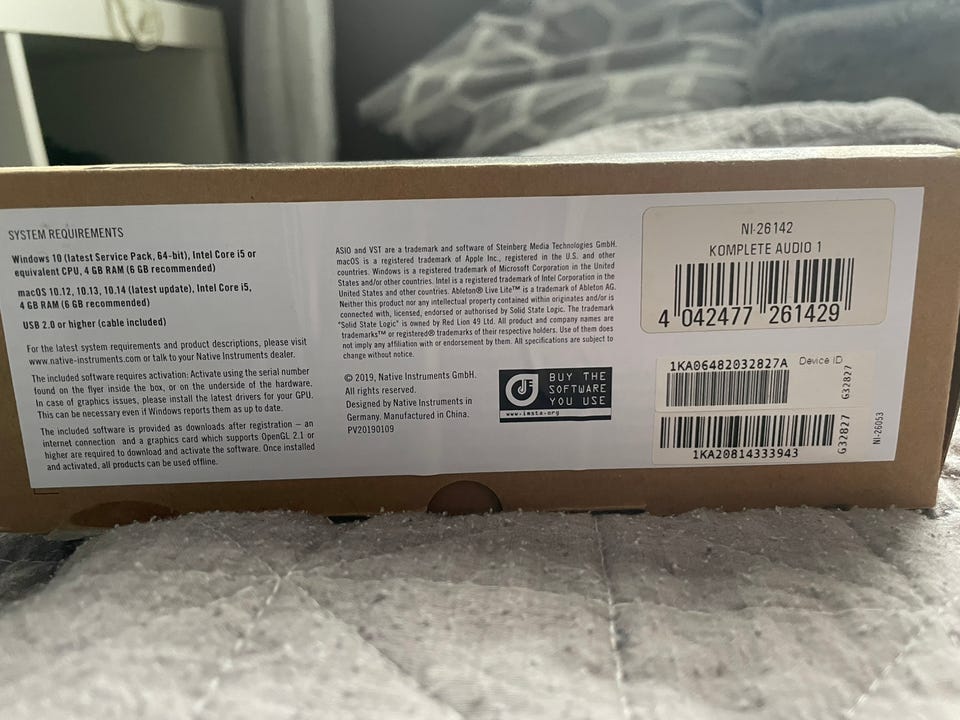 SYSTEM REQUIREMENTS
Windows 10 (latest Service Pack, 64-bit), Intel Core i5 or
equivalent CPU, 4 GB RAM (6 GB recommended)
macOS 10.12, 10.13, 10.14 (latest update), Intel Core i5,
4 GB RAM (6 GB recommended)
USB 2.0 or higher (cable included)
For the latest system requirements and product descriptions, please visit
www.native-instruments.com or talk to your Native Instruments dealer.
The included software requires activation: Activate using the serial number
found on the flyer inside the box, or on the underside of the hardware.
In case of graphics issues, please install the latest drivers for your GPU.
This can be necessary even if Windows reports them as up to date.
The included software is provided as downloads after registration – an
internet connection and a graphics card which supports OpenGL 2.1 or
higher are required to download and activate the software. Once installed
and activated, all products can be used offline.
ASIO and VST are a trademark and software of Steinberg Media Technologies GmbH.
macOS is a registered trademark of Apple Inc., registered in the U.S. and other
countries. Windows is a registered trademark of Microsoft Corporation in the United
States and/or other countries. Intel is a registered trademark of Intel Corporation in the
United States and other countries. Ableton® Live Lite™ is a trademark of Ableton AG.
Neither this product nor any intellectual property contained within originates and/or is
connected with, licensed, endorsed or authorised by Solid State Logic. The trademark
"Solid State Logic" is owned by Red Lion 49 Ltd. All product and company names are
trademarks™ or registered® trademarks of their respective holders. Use of them does
not imply any affiliation with or endorsement by them. All specifications are subject to
change without notice.
© 2019, Native Instruments GmbH.
All rights reserved.
Designed by Native Instruments in
Germany. Manufactured in China.
PV20190109
BUY THE
SOFTWARE
YOU USE
www.imsta.org
NI-26142
KOMPLETE AUDIO 1
4 042477 261429
1KA06482032827A Device ID
G32827
1KA20814333943
G32827
NI-26053